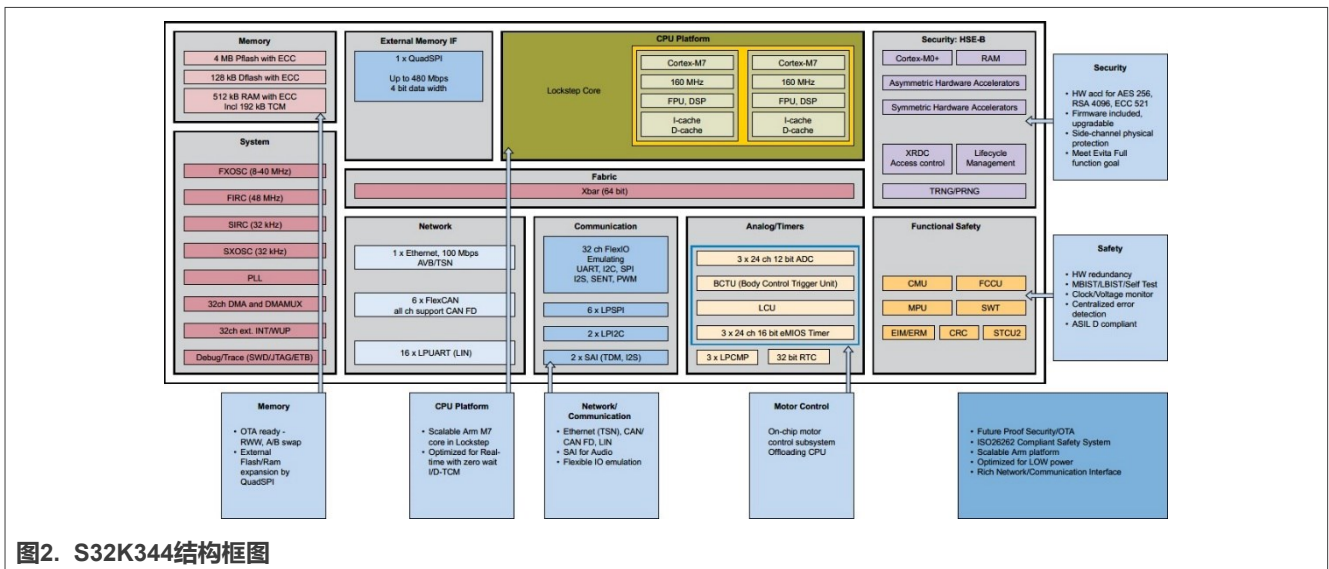 Memory
4 MB Pflash with ECC
128 kB Dflash with ECC
512 kB RAM with ECC
Incl 192 kB TCM
External Memory IF
1 x QuadSPI
Up to 480 Mbps
4 bit data width
CPU Platform
Lockstep Core
Cortex-M7
160 MHz
FPU, DSP
I-cache
D-cache
Cortex-M7
160 MHz
FPU, DSP
I-cache
D-cache
Security: HSE-B
Cortex-M0+
RAM
Asymmetric Hardware Accelerators
Symmetric Hardware Accelerators
XRDC
Access control
Lifecycle
Management
TRNG/PRNG
Security
• HW accl for AES 256,
RSA 4096, ECC 521
• Firmware included,
upgradable
• Side-channel physical
protection
• Meet Evita Full
function goal
System
FXOSC (8-40 MHz)
FIRC (48 MHz)
SIRC (32 kHz)
SXOSC (32 kHz)
PLL
32ch DMA and DMAMUX
32ch ext. INT/WUP
Debug/Trace (SWD/JTAG/ETB)
Fabric
Xbar (64 bit)
Network
1 x Ethernet, 100 Mbps
AVB/TSN
6 x FlexCAN
all ch support CAN FD
16 x LPUART (LIN)
Communication
32 ch FlexIO
Emulating
UART, I2C, SPI
I2S, SENT, PWM
6 x LPSPI
2 x LPI2C
2 x SAI (TDM, I2S)
Analog/Timers
3 x 24 ch 12 bit ADC
BCTU (Body Control Trigger Unit)
LCU
3 x 24 ch 16 bit eMIOS Timer
3 x LPCMP
32 bit RTC
Functional Safety
CMU
FCCU
MPU
SWT
EIM/ERM
CRC
STCU2
Safety
• HW redundancy
• MBIST/LBIST/Self Test
• Clock/Voltage monitor
• Centralized error
detection
• ASIL D compliant
Memory
• OTA ready -
RWW, A/B swap
• External
Flash/Ram
expansion by
QuadSPI
CPU Platform
• Scalable Arm M7
core in Lockstep
• Optimized for Real-
time with zero wait
I/D-TCM
Network/
Communication
• Ethernet (TSN), CAN/
CAN FD, LIN
• SAI for Audio
• Flexible IO emulation
Motor Control
On-chip motor
control subsystem
Offloading CPU
• Future Proof Security/OTA
• ISO26262 Compliant Safety System
• Scalable Arm platform
• Optimized for LOW power
• Rich Network/Communication Interface
图2. S32K344结构框图